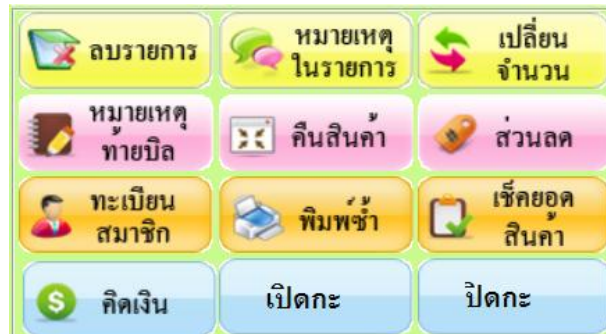 ลบรายการ
หมายเหตุ
ในรายการ
เปลี่ยน
จำนวน
หมายเหตุ
ท้ายบิล
คืนสินค้า
ส่วนลด
ทะเบียน
สมาชิก
พิมพ์ซ้ำ
เช็คยอด
สินค้า
คิดเงิน
เปิดกะ
ปิดกะ